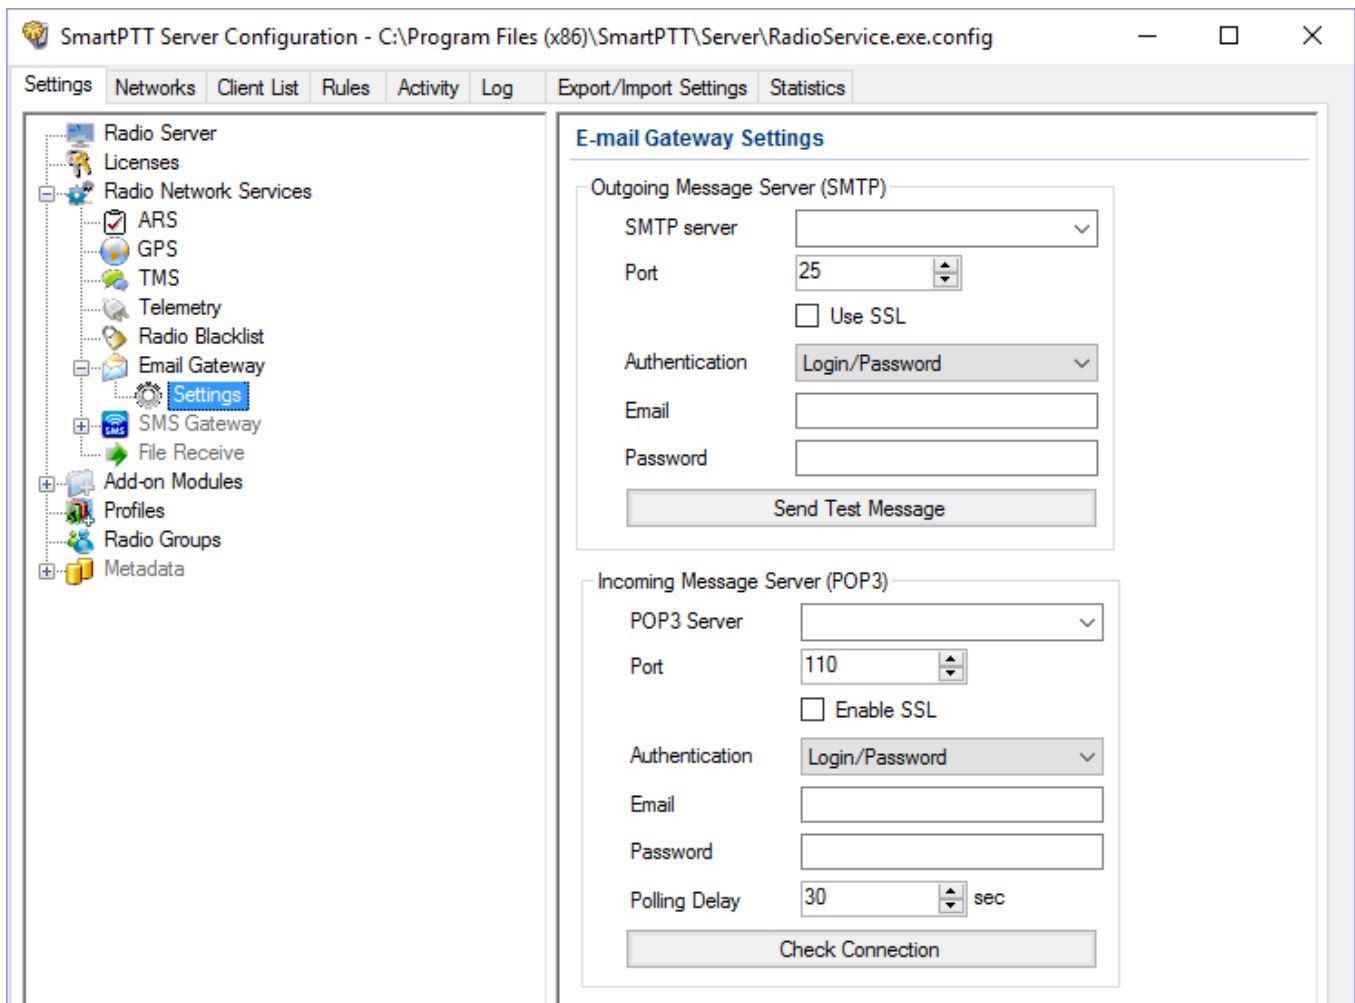 SmartPTT Server Configuration - C:\Program Files (x86)\SmartPTT\Server\RadioService.exe.config
Settings Networks Client List Rules Activity Log Export/Import Settings Statistics
Radio Server
Licenses
Radio Network Services
ARS
GPS
TMS
Telemetry
Radio Blacklist
Email Gateway
Settings
SMS Gateway
File Receive
Add-on Modules
Profiles
Radio Groups
Metadata
E-mail Gateway Settings
Outgoing Message Server (SMTP)
SMTP server
Port 25
Use SSL
Authentication Login/Password
Email
Password
Send Test Message
Incoming Message Server (POP3)
POP3 Server
Port 110
Enable SSL
Authentication Login/Password
Email
Password
Polling Delay 30 sec
Check Connection